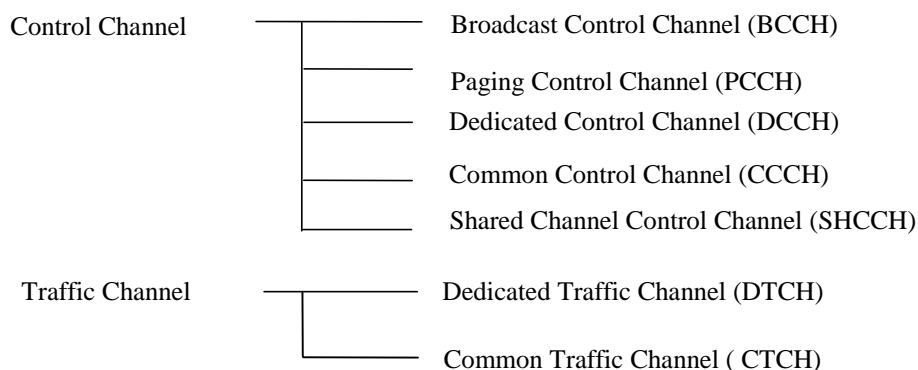 Control Channel Broadcast Control Channel (BCCH)
Paging Control Channel (PCCH)
Dedicated Control Channel (DCCH)
Common Control Channel (CCCH)
Shared Channel Control Channel (SHCCH)
Traffic Channel Dedicated Traffic Channel (DTCH)
Common Traffic Channel ( CTCH)